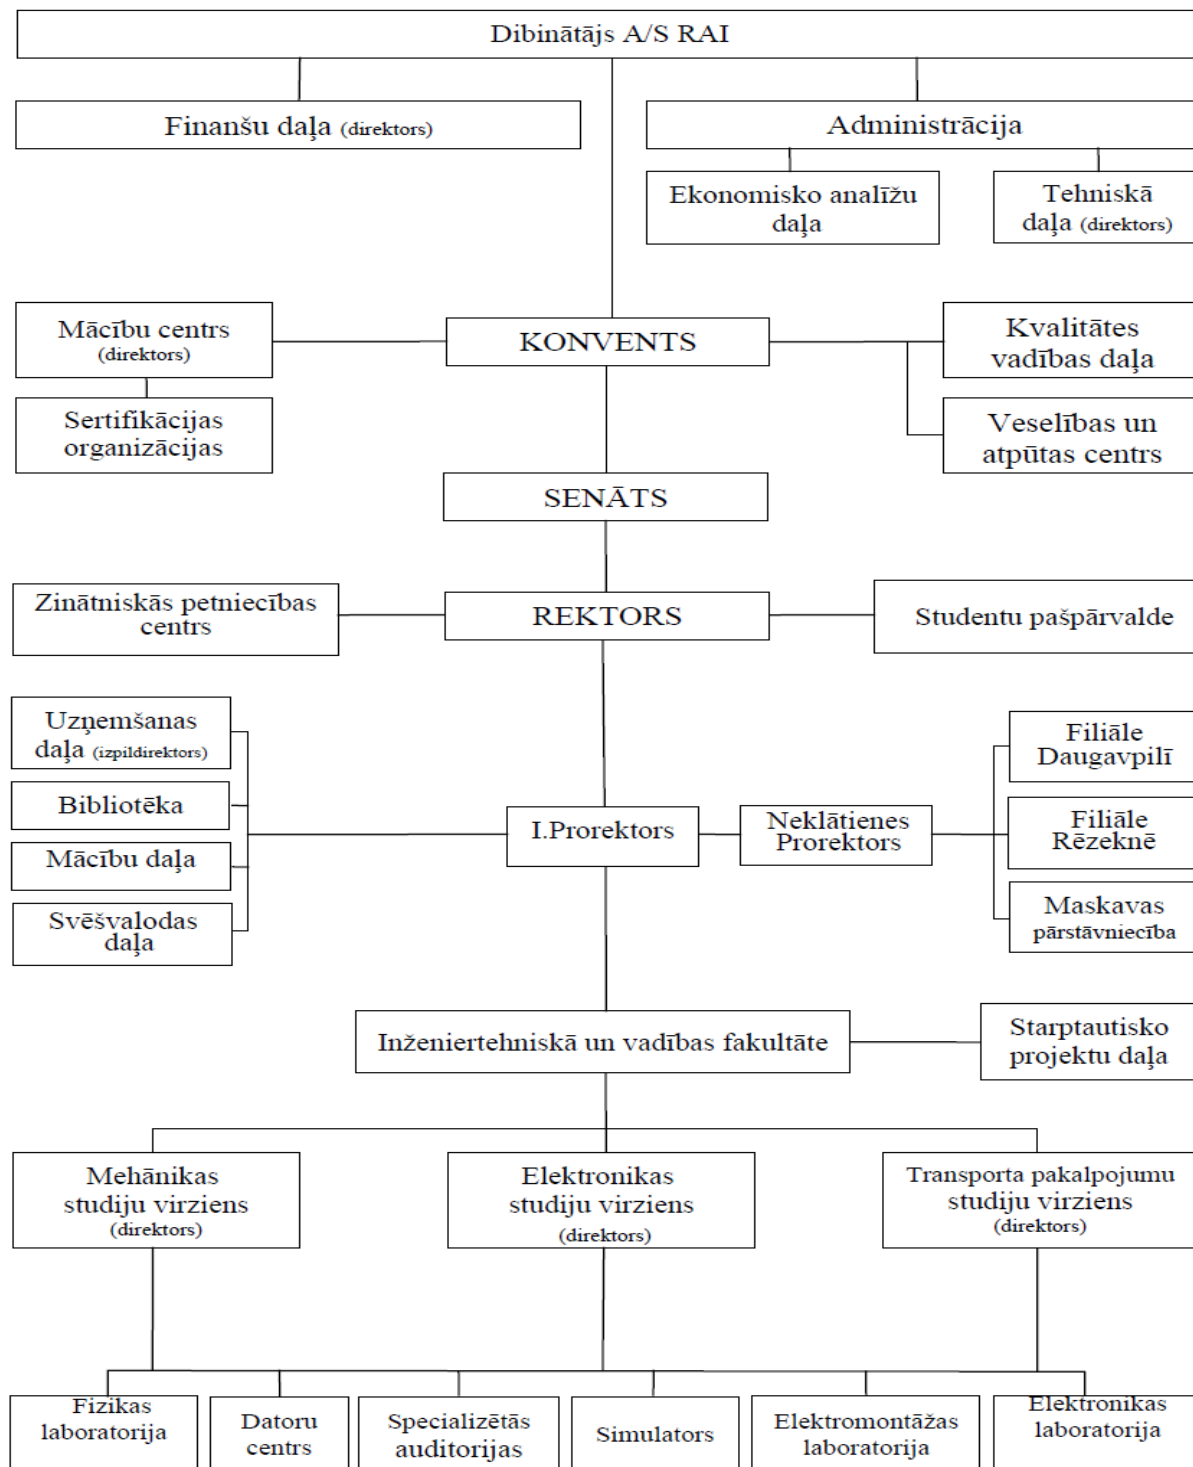 Dibinātājs A/S RAI
Finanšu daļa (direktors)
Administrācija
Ekonomisko analīžu
daļa
Tehniskā
daļa (direktors)
Mācību centrs
(direktors)
KONVENTS
Kvalitātes
vadības daļa
Sertifikācijas
organizācijas
Veselības un
atpūtas centrs
SENĀTS
Zinātniskās petniecības
centrs
REKTORS
Studentu pašpārvalde
Uzņemšanas
daļa (izpildirektors)
Bibliotēka
Mācību daļa
Svēšvalodas
daļa
I.Prorektors
Neklātienes
Prorektors
Filiāle
Daugavpilī
Filiāle
Rēzeknē
Maskavas
pārstāvniecība
Inženiertehniskā un vadības fakultāte
Starptautisko
projektu daļa
Mehānikas
studiju virziens
(direktors)
Elektronikas
studiju virziens
(direktors)
Transporta pakalpojumu
studiju virziens
(direktors)
Fizikas
laboratorija
Datoru
centrs
Specializētās
auditorijas
Simulators
Elektromontāžas
laboratorija
Elektronikas
laboratorija